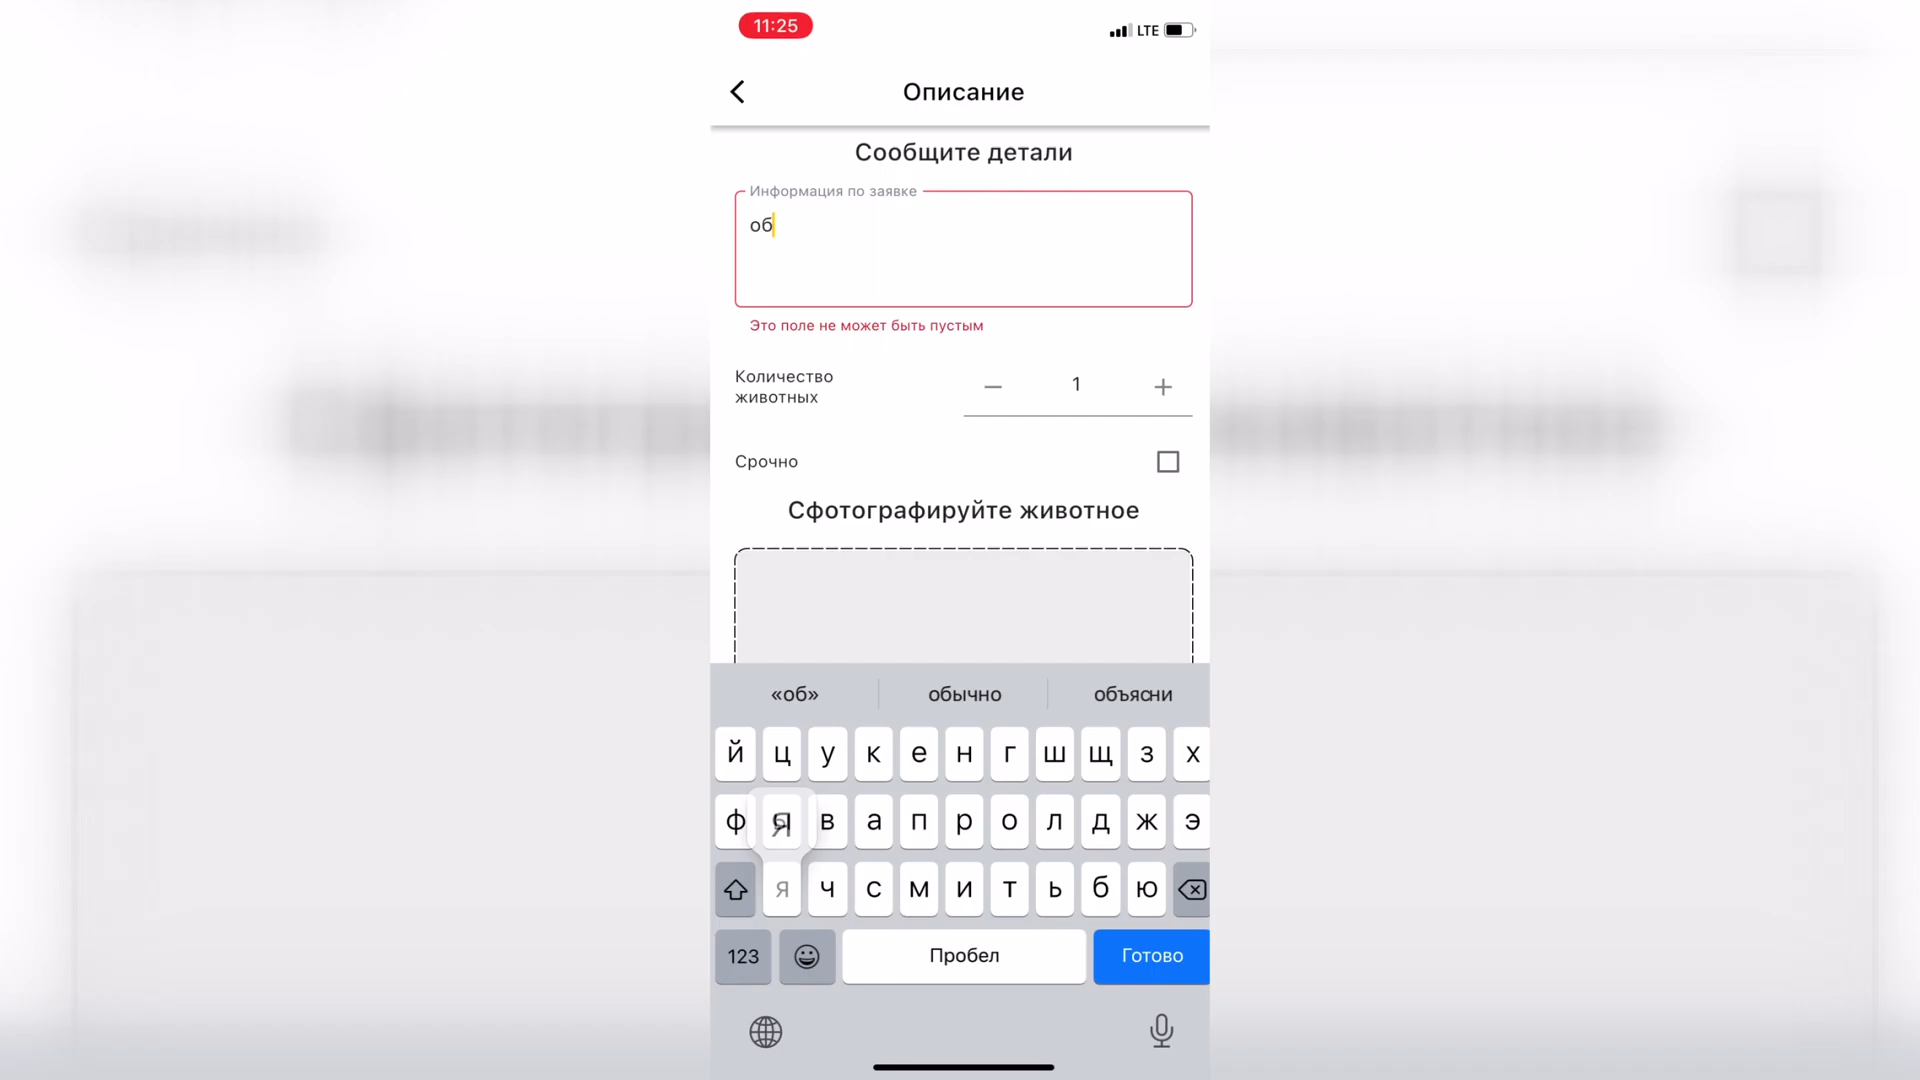 11:25
LTE
Описание
Сообщите детали
Информация по заявке
об
Это поле не может быть пустым
Количество
животных
1
Срочно
Сфотографируйте животное
«об» обычно объясни
й ц у к е н г ш щ з х
ф я в а п р о л д ж э
я ч с м и т ь б ю
123 Пробел Готово